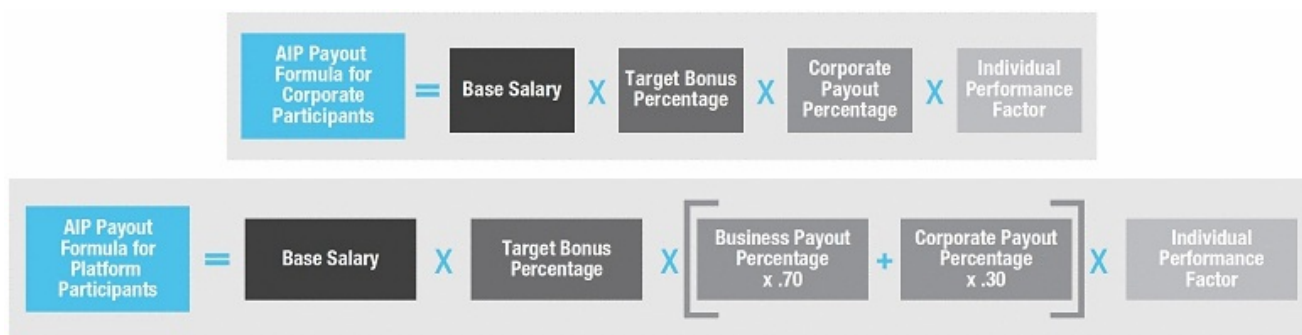 AIP Payout
Formula for
Corporate
Participants
=
Base Salary
X
Target Bonus
Percentage
X
Corporate
Payout
Percentage
X
Individual
Performance
Factor
AIP Payout
Formula for
Platform
Participants
=
Base Salary
X
Target Bonus
Percentage
X
[
Business Payout
Percentage
x .70
+
Corporate Payout
Percentage
x .30
]
X
Individual
Performance
Factor